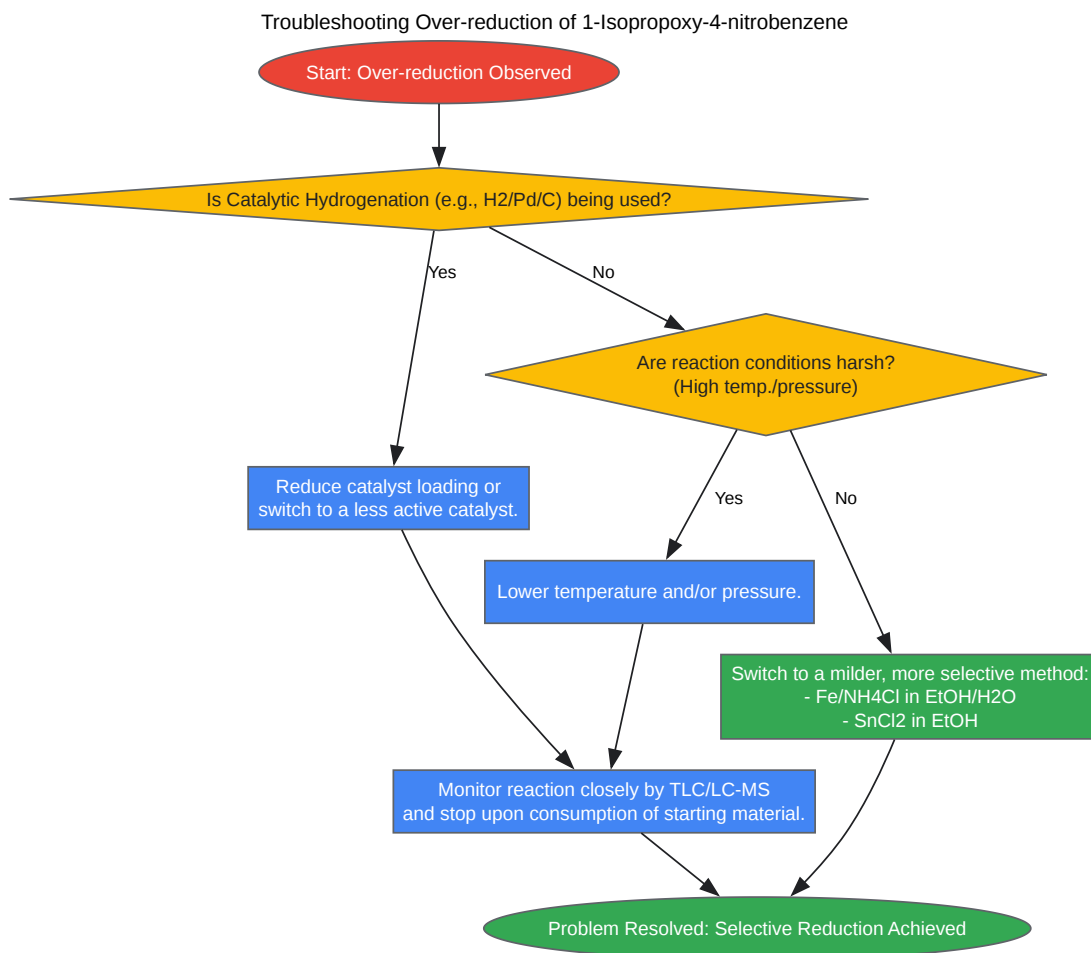 Troubleshooting Over-reduction of 1-Isopropoxy-4-nitrobenzene
Start: Over-reduction Observed
Is Catalytic Hydrogenation (e.g., H2/Pd/C) being used?
Yes
No
Are reaction conditions harsh?
(High temp./pressure)
Reduce catalyst loading or
switch to a less active catalyst.
Yes
No
Lower temperature and/or pressure.
Switch to a milder, more selective method:
- Fe/NH4Cl in EtOH/H2O
- SnCl2 in EtOH
Monitor reaction closely by TLC/LC-MS
and stop upon consumption of starting material.
Problem Resolved: Selective Reduction Achieved